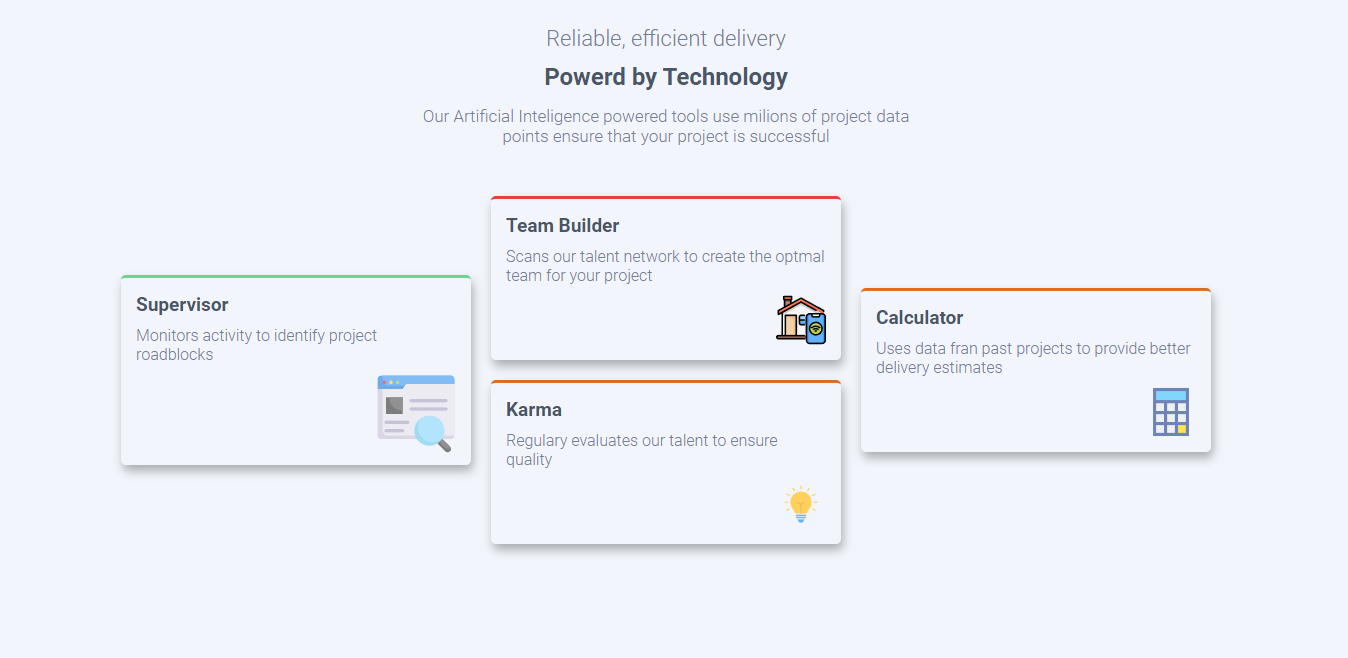 Reliable, efficient delivery
Powerd by Technology
Our Artificial Inteligence powered tools use milions of project data
points ensure that your project is successful
Supervisor
Monitors activity to identify project
roadblocks
Team Builder
Scans our talent network to create the optmal
team for your project
Karma
Regulary evaluates our talent to ensure
quality
Calculator
Uses data fran past projects to provide better
delivery estimates